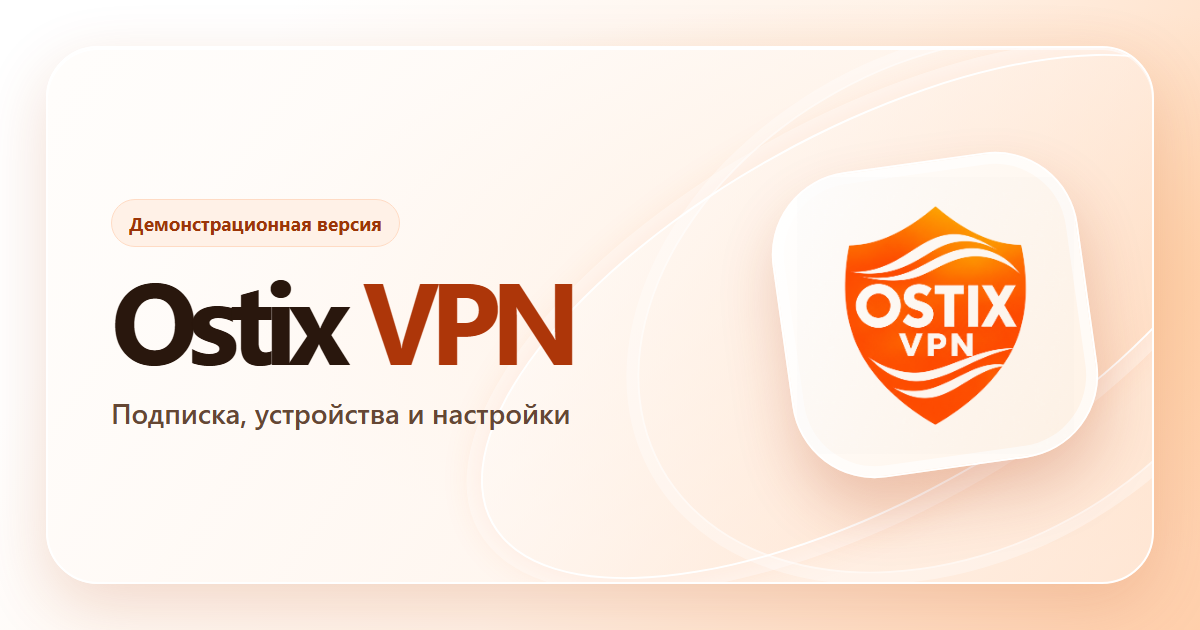 Демонстрационная версия
Ostix VPN
Подписка, устройства и настройки
OSTIX
VPN